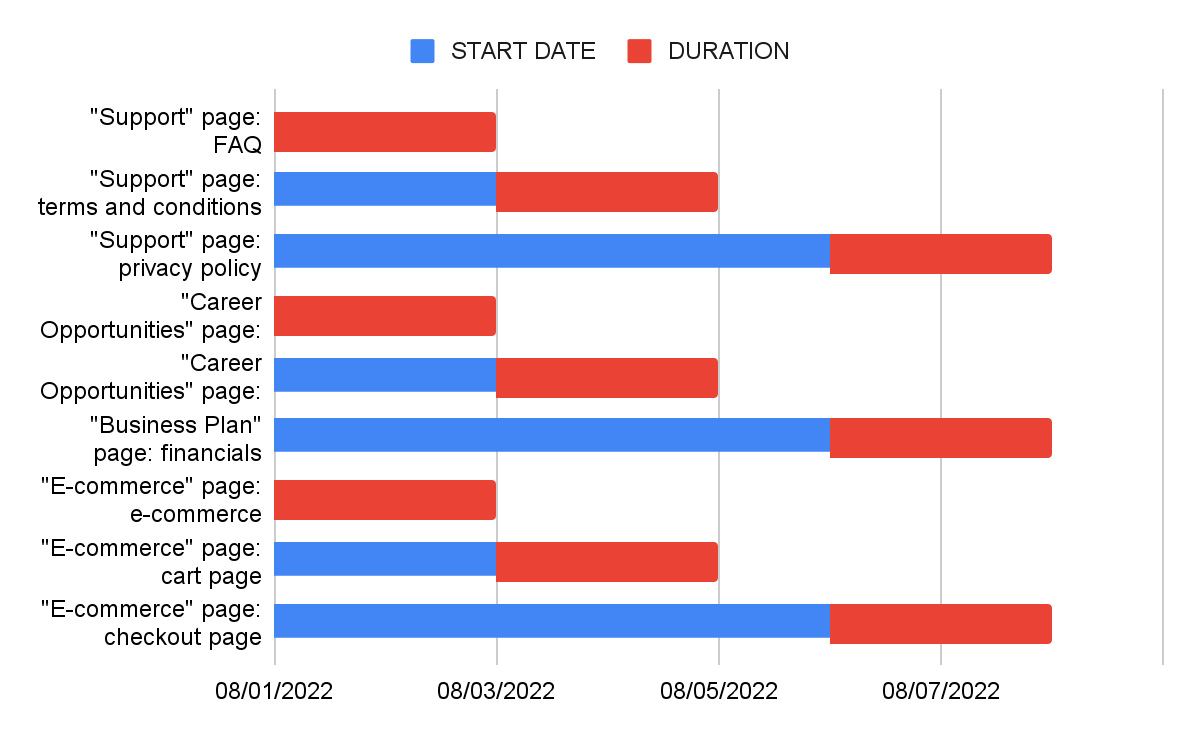 START DATE
DURATION
"Support" page:
FAQ
"Support" page:
terms and conditions
"Support" page:
privacy policy
"Career
Opportunities" page:
"Career
Opportunities" page:
"Business Plan"
page: financials
"E-commerce" page:
e-commerce
"E-commerce" page:
cart page
"E-commerce" page:
checkout page
08/01/2022
08/03/2022
08/05/2022
08/07/2022